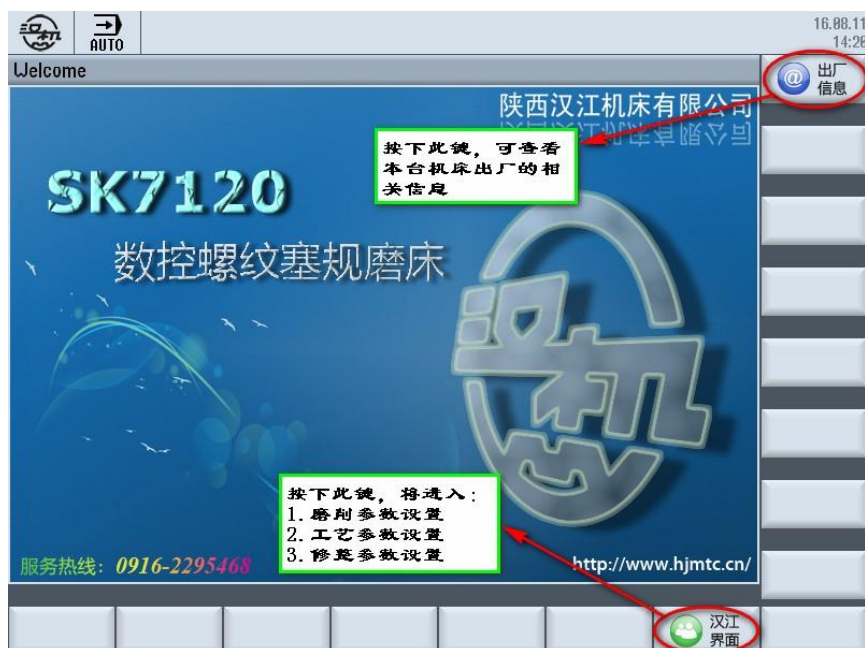 汉机
AUTO
16.08.11
14:26
Welcome
@ 出厂
信息
陕西汉江机床有限公司
按下此键，可查看
本台机床出厂的相
关信息
SK7120
数控螺纹塞规磨床
汉机
按下此键，将进入：
1.磨削参数设置
2.工艺参数设置
3.修整参数设置
服务热线：0916-2295468
http://www.hjmtc.cn/
汉江
界面